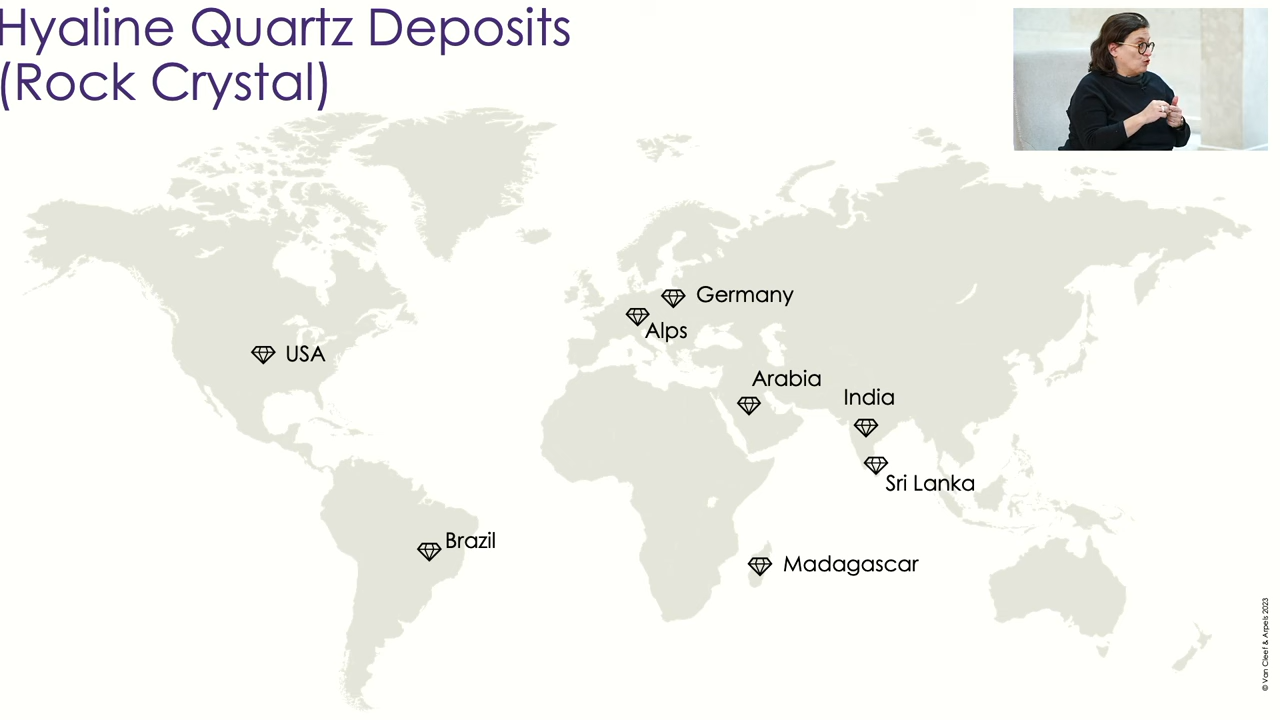 Hyaline Quartz Deposits
(Rock Crystal)
Germany
Alps
USA
Arabia
India
Sri Lanka
Brazil
Madagascar
© Van Cleef & Arpels 2023